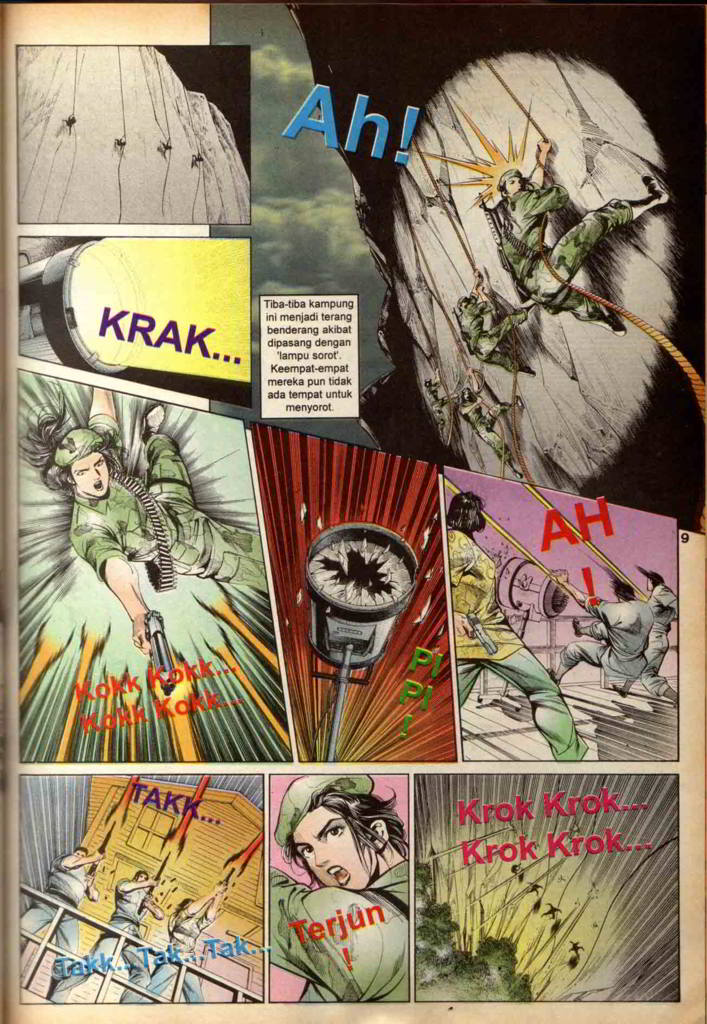 Ah!
KRAK...
Tiba-tiba kampung
ini menjadi terang
benderang akibat
dipasang dengan
'lampu sorot'.
Keempat-empat
mereka pun tidak
ada tempat untuk
menyorot.
Kokk Kokk...
Kokk Kokk...
PI
PI
!
AH
!
9
TAKK...
Takk...Tak...Tak...
Terjun
!
Krok Krok...
Krok Krok...